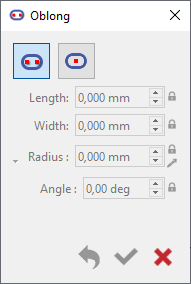 Oblong
Length: 0,000 mm
Width: 0,000 mm
Radius : 0,000 mm
Angle : 0,00 deg